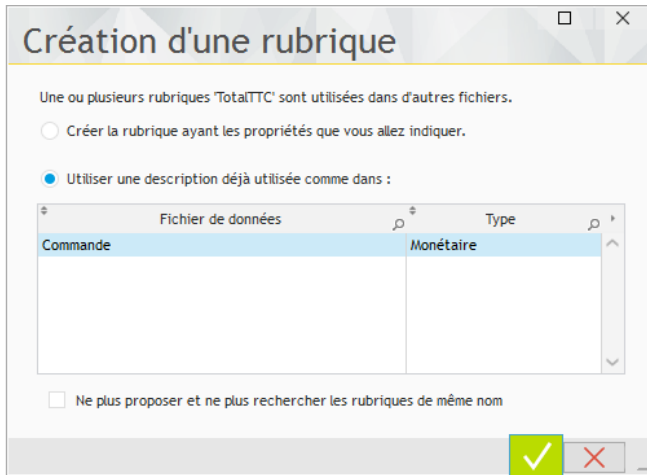 Création d'une rubrique
Une ou plusieurs rubriques 'TotalTTC' sont utilisées dans d'autres fichiers.
Créer la rubrique ayant les propriétés que vous allez indiquer.
Utiliser une description déjà utilisée comme dans :
Fichier de données Type
Commande Monétaire
Ne plus proposer et ne plus rechercher les rubriques de même nom